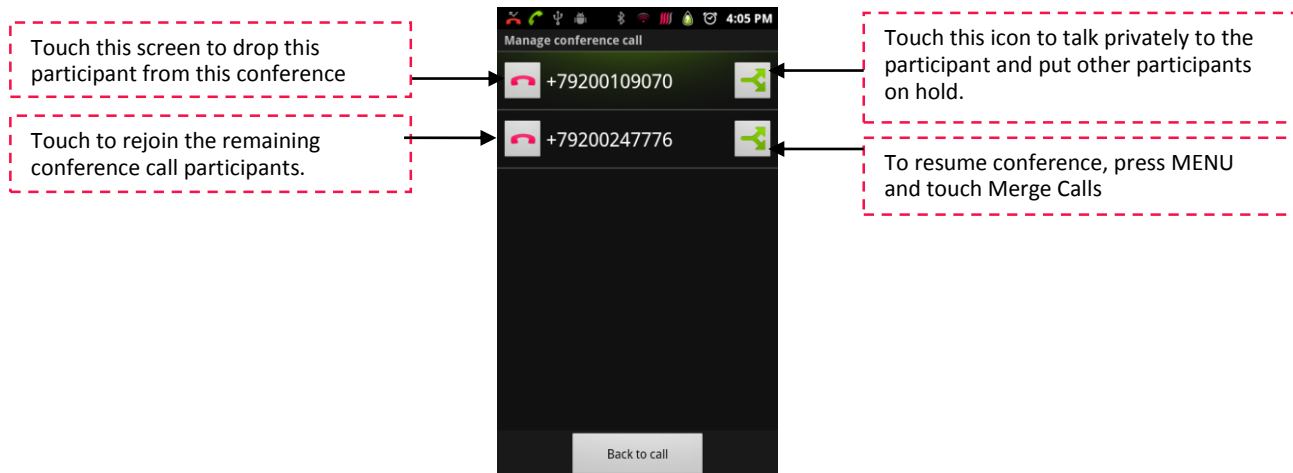 Touch this screen to drop this
participant from this conference
Touch to rejoin the remaining
conference call participants.
4:05 PM
Manage conference call
+79200109070
+79200247776
Back to call
Touch this icon to talk privately to the
participant and put other participants
on hold.
To resume conference, press MENU
and touch Merge Calls